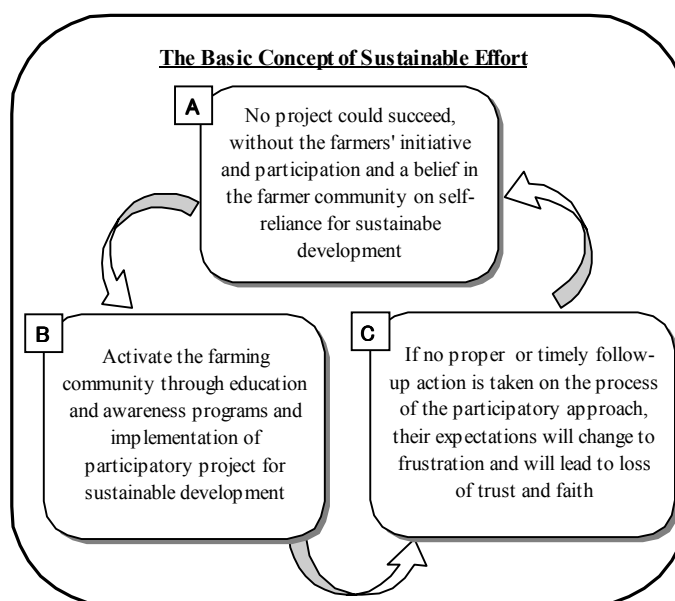 The Basic Concept of Sustainable Effort
A
No project could succeed,
without the farmers' initiative
and participation and a belief in
the farmer community on self-
reliance for sustainabe
development
B
Activate the farming
community through education
and awareness programs and
implementation of
participatory project for
sustainable development
C
If no proper or timely follow-
up action is taken on the process
of the participatory approach,
their expectations will change to
frustration and will lead to loss
of trust and faith